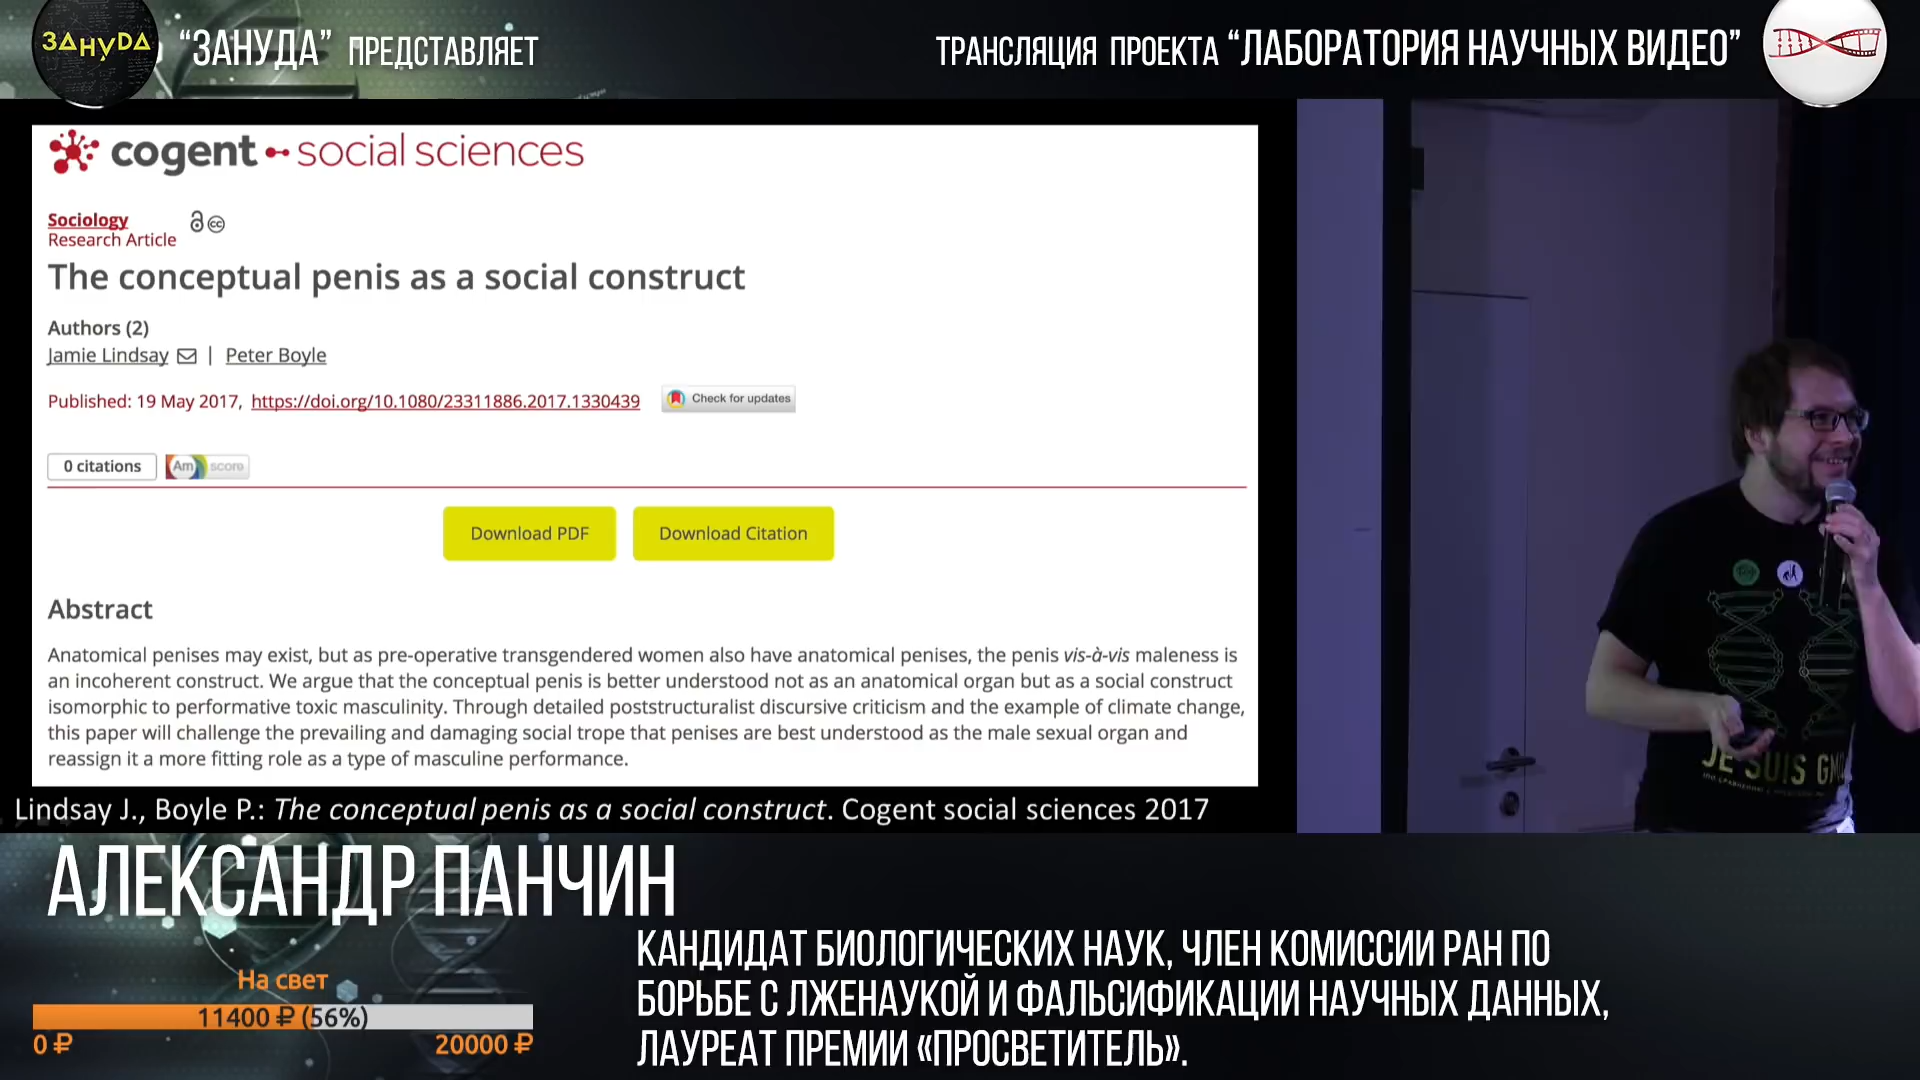 ЗАНУДА
“ЗАНУДА” ПРЕДСТАВЛЯЕТ
ТРАНСЛЯЦИЯ ПРОЕКТА “ЛАБОРАТОРИЯ НАУЧНЫХ ВИДЕО”
cogent social sciences
Sociology
cc
Research Article
The conceptual penis as a social construct
Authors (2)
Jamie Lindsay | Peter Boyle
Published: 19 May 2017, https://doi.org/10.1080/23311886.2017.1330439
Check for updates
0 citations
Am score
Download PDF
Download Citation
Abstract
Anatomical penises may exist, but as pre-operative transgendered women also have anatomical penises, the penis vis-à-vis maleness is
an incoherent construct. We argue that the conceptual penis is better understood not as an anatomical organ but as a social construct
isomorphic to performative toxic masculinity. Through detailed poststructuralist discursive criticism and the example of climate change,
this paper will challenge the prevailing and damaging social trope that penises are best understood as the male sexual organ and
reassign it a more fitting role as a type of masculine performance.
Lindsay J., Boyle P.: The conceptual penis as a social construct. Cogent social sciences 2017
JE SUIS
АЛЕКСАНДР ПАНЧИН
КАНДИДАТ БИОЛОГИЧЕСКИХ НАУК, ЧЛЕН КОМИССИИ РАН ПО
БОРЬБЕ С ЛЖЕНАУКОЙ И ФАЛЬСИФИКАЦИИ НАУЧНЫХ ДАННЫХ,
ЛАУРЕАТ ПРЕМИИ «ПРОСВЕТИТЕЛЬ».
На свет
11400 ₽ (56%)
0 ₽
20000 ₽